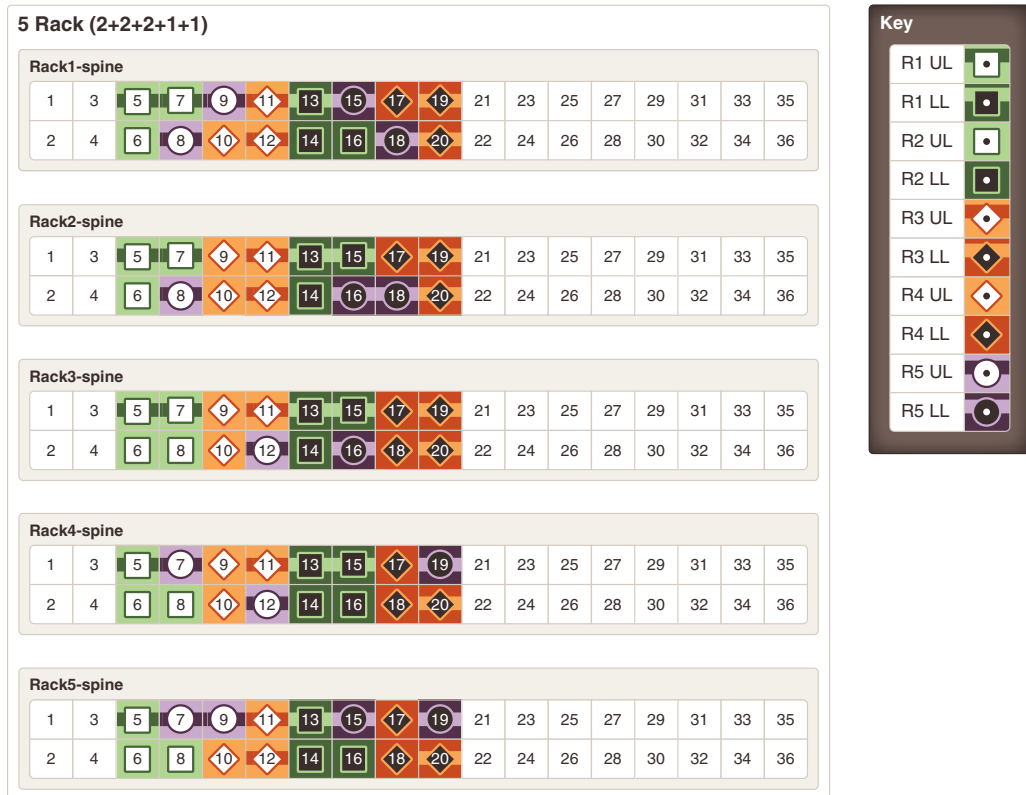 5 Rack (2+2+2+1+1)
Rack1-spine
1 3 5 7 9 11 13 15 17 19 21 23 25 27 29 31 33 35
2 4 6 8 10 12 14 16 18 20 22 24 26 28 30 32 34 36
Rack2-spine
1 3 5 7 9 11 13 15 17 19 21 23 25 27 29 31 33 35
2 4 6 8 10 12 14 16 18 20 22 24 26 28 30 32 34 36
Rack3-spine
1 3 5 7 9 11 13 15 17 19 21 23 25 27 29 31 33 35
2 4 6 8 10 12 14 16 18 20 22 24 26 28 30 32 34 36
Rack4-spine
1 3 5 7 9 11 13 15 17 19 21 23 25 27 29 31 33 35
2 4 6 8 10 12 14 16 18 20 22 24 26 28 30 32 34 36
Rack5-spine
1 3 5 7 9 11 13 15 17 19 21 23 25 27 29 31 33 35
2 4 6 8 10 12 14 16 18 20 22 24 26 28 30 32 34 36
Key
R1 UL
R1 LL
R2 UL
R2 LL
R3 UL
R3 LL
R4 UL
R4 LL
R5 UL
R5 LL